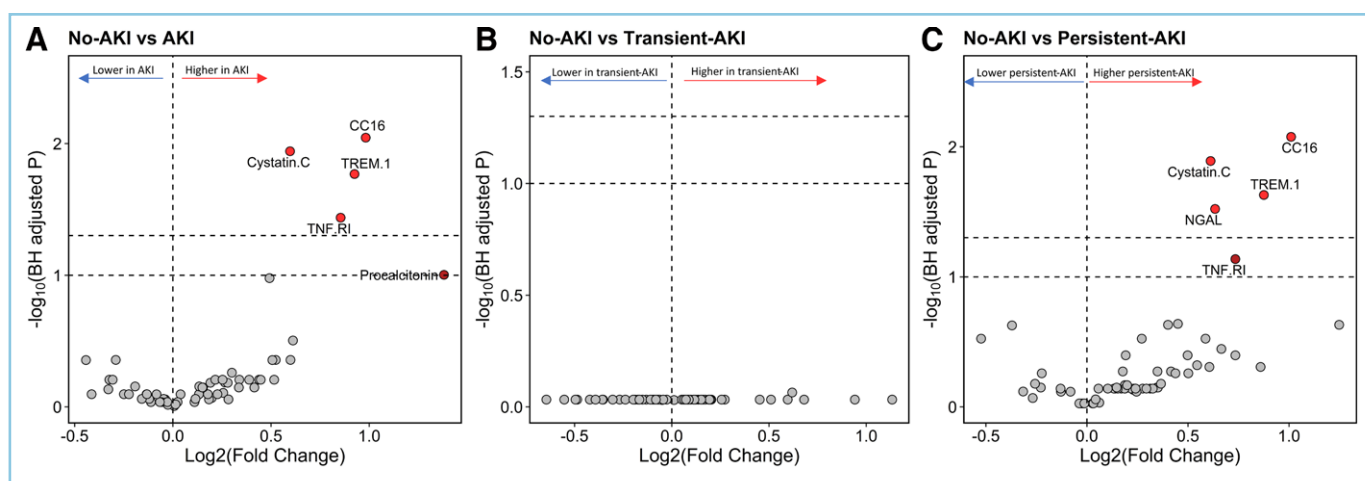 A No-AKI vs AKI
Lower in AKI
Higher in AKI
CC16
Cystatin.C
TREM.1
TNF.RI
Procalcitonin
2
1
0
-log10(BH adjusted P)
-0.5 0.0 0.5 1.0
Log2(Fold Change)
B No-AKI vs Transient-AKI
Lower in transient-AKI
Higher in transient-AKI
1.5
1.0
0.5
0.0
-log10(BH adjusted P)
-0.5 0.0 0.5 1.0
Log2(Fold Change)
C No-AKI vs Persistent-AKI
Lower persistent-AKI
Higher persistent-AKI
CC16
Cystatin.C
TREM.1
NGAL
TNF.RI
2
1
0
-log10(BH adjusted P)
-0.5 0.0 0.5 1.0
Log2(Fold Change)